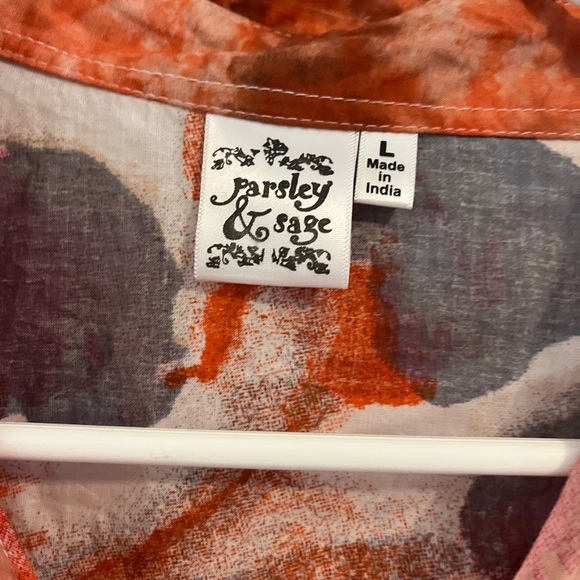 parsley
& sage
L
Made
in
India